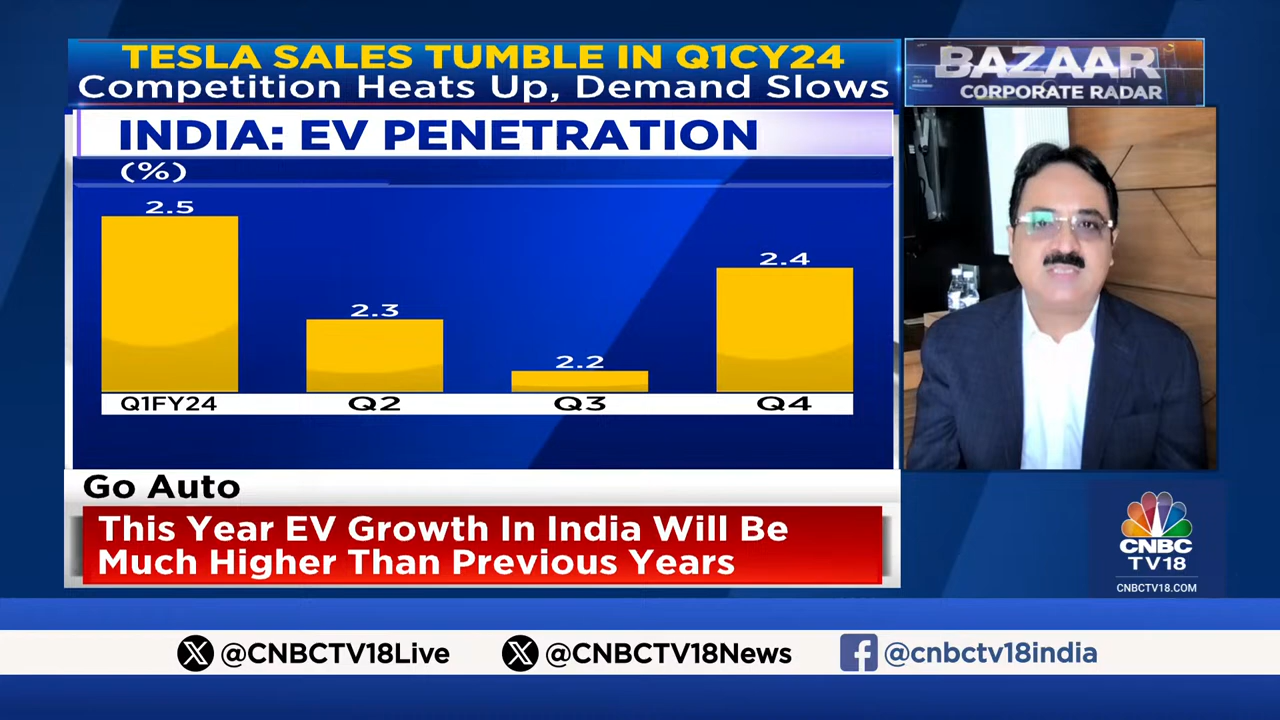 TESLA SALES TUMBLE IN Q1CY24
Competition Heats Up, Demand Slows
BAZAAR
CORPORATE RADAR
INDIA: EV PENETRATION
(%)
2.5
2.3
2.2
2.4
Q1FY24
Q2
Q3
Q4
Go Auto
This Year EV Growth In India Will Be
Much Higher Than Previous Years
CNBC
TV18
CNBCTV18.COM
@CNBCTV18Live
@CNBCTV18News
@cnbctv18india